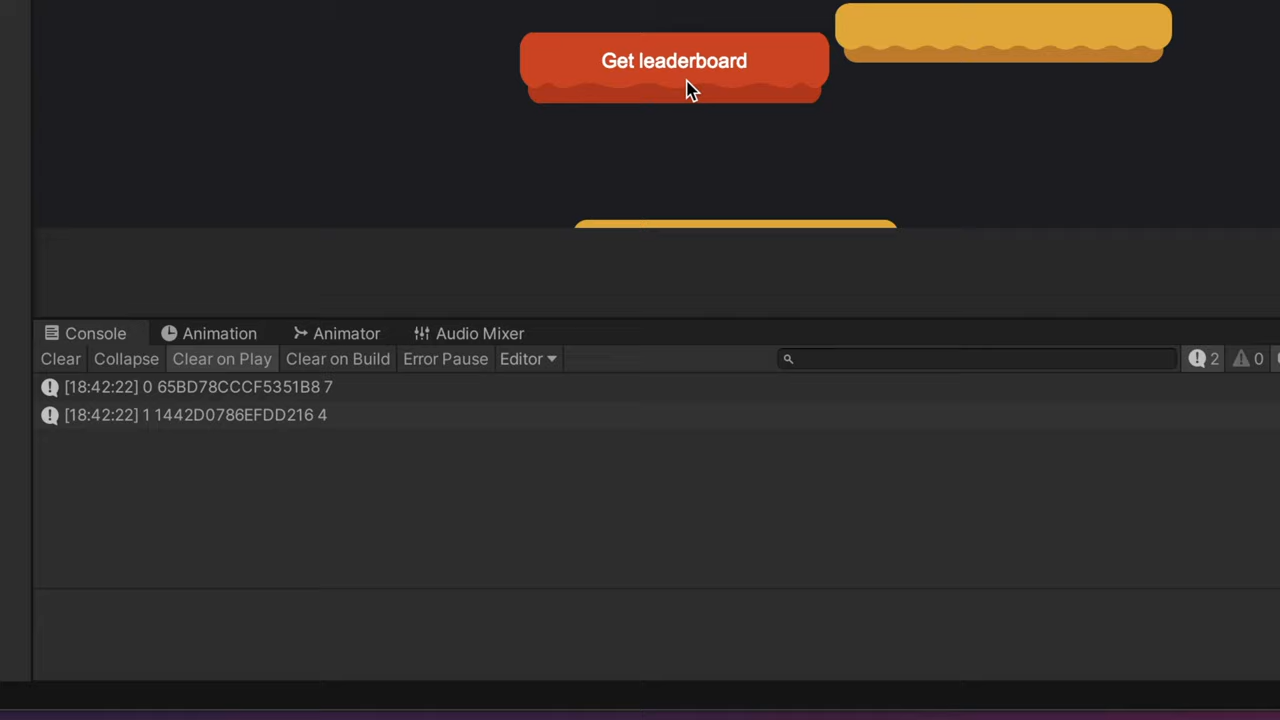 Get leaderboard
Console Animation Animator Audio Mixer
Clear Collapse Clear on Play Clear on Build Error Pause Editor 2 0
[18:42:22] 0 65BD78CCCF5351B8 7
[18:42:22] 1 1442D0786EFDD216 4